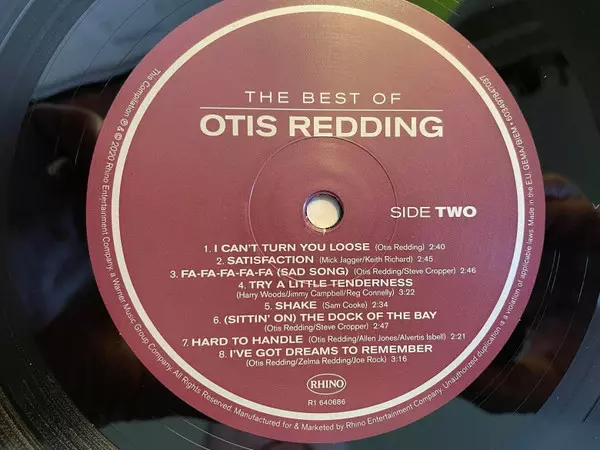 THE BEST OF
OTIS REDDING
SIDE TWO
1. I CAN'T TURN YOU LOOSE (Otis Redding) 2:40
2. SATISFACTION (Mick Jagger/Keith Richard) 2:45
3. FA-FA-FA-FA-FA (SAD SONG) (Otis Redding/Steve Cropper) 2:46
4. TRY A LITTLE TENDERNESS
(Harry Woods/Jimmy Campbell/Reg Connelly) 3:22
5. SHAKE (Sam Cooke) 2:41
6. (SITTIN' ON) THE DOCK OF THE BAY
(Otis Redding/Steve Cropper) 2:47
7. HARD TO HANDLE (Otis Redding/Allen Jones/Alvertis Isbell) 2:21
8. I'VE GOT DREAMS TO REMEMBER
(Otis Redding/Zelma Redding/Joe Rock) 3:16
RHINO
R1 640686
This Compilation ℗ & © 2020 Rhino Entertainment Company, a Warner Music Group Company. All Rights Reserved. Manufactured for & Marketed by Rhino Entertainment Company. Unauthorized duplication is a violation of applicable laws. Made in the E.U. GEMA/BIEM • 603497847097